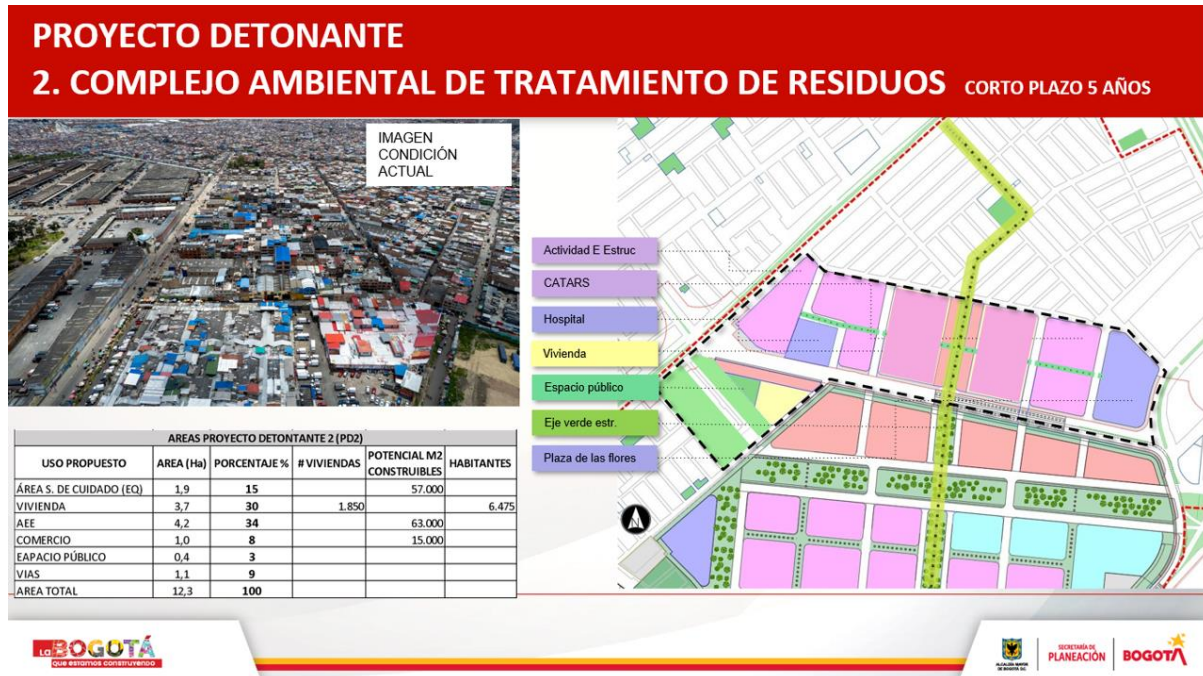 PROYECTO DETONANTE
2. COMPLEJO AMBIENTAL DE TRATAMIENTO DE RESIDUOS CORTO PLAZO 5 AÑOS
IMAGEN
CONDICIÓN
ACTUAL
Actividad E Estruc
CATARS
Hospital
Vivienda
Espacio público
Eje verde estr.
Plaza de las flores
AREAS PROYECTO DETONTANTE 2 (PD2)
USO PROPUESTO AREA (Ha) PORCENTAJE % # VIVIENDAS POTENCIAL M2 CONSTRUIBLES HABITANTES
ÁREA S. DE CUIDADO (EQ) 1,9 15 57.000
VIVIENDA 3,7 30 1.850 6.475
AEE 4,2 34 63.000
COMERCIO 1,0 8 15.000
EAPACIO PÚBLICO 0,4 3
VIAS 1,1 9
AREA TOTAL 12,3 100
LA BOGOTÁ
que estamos construyendo
ALCALDÍA MAYOR
DE BOGOTÁ D.C.
SECRETARÍA DE
PLANEACIÓN
BOGOTÁ